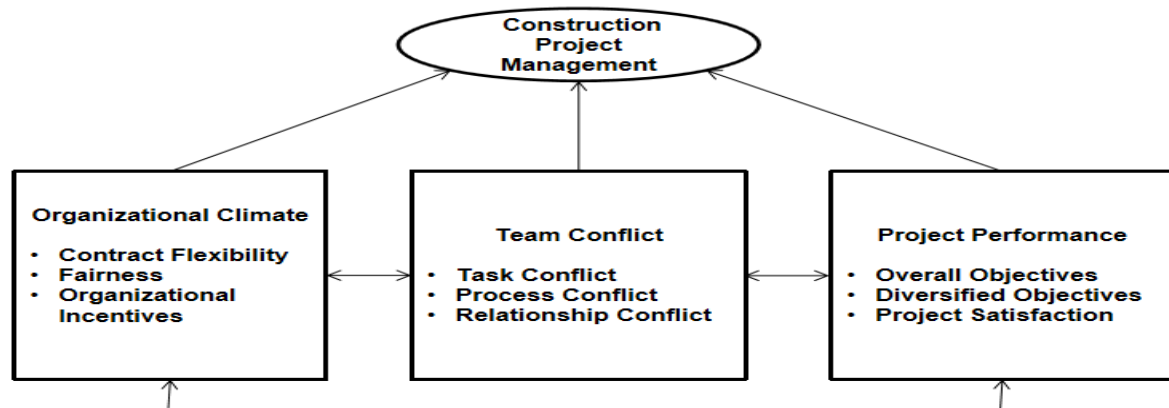 Construction
Project
Management
Organizational Climate
• Contract Flexibility
• Fairness
• Organizational
Incentives
Team Conflict
• Task Conflict
• Process Conflict
• Relationship Conflict
Project Performance
• Overall Objectives
• Diversified Objectives
• Project Satisfaction